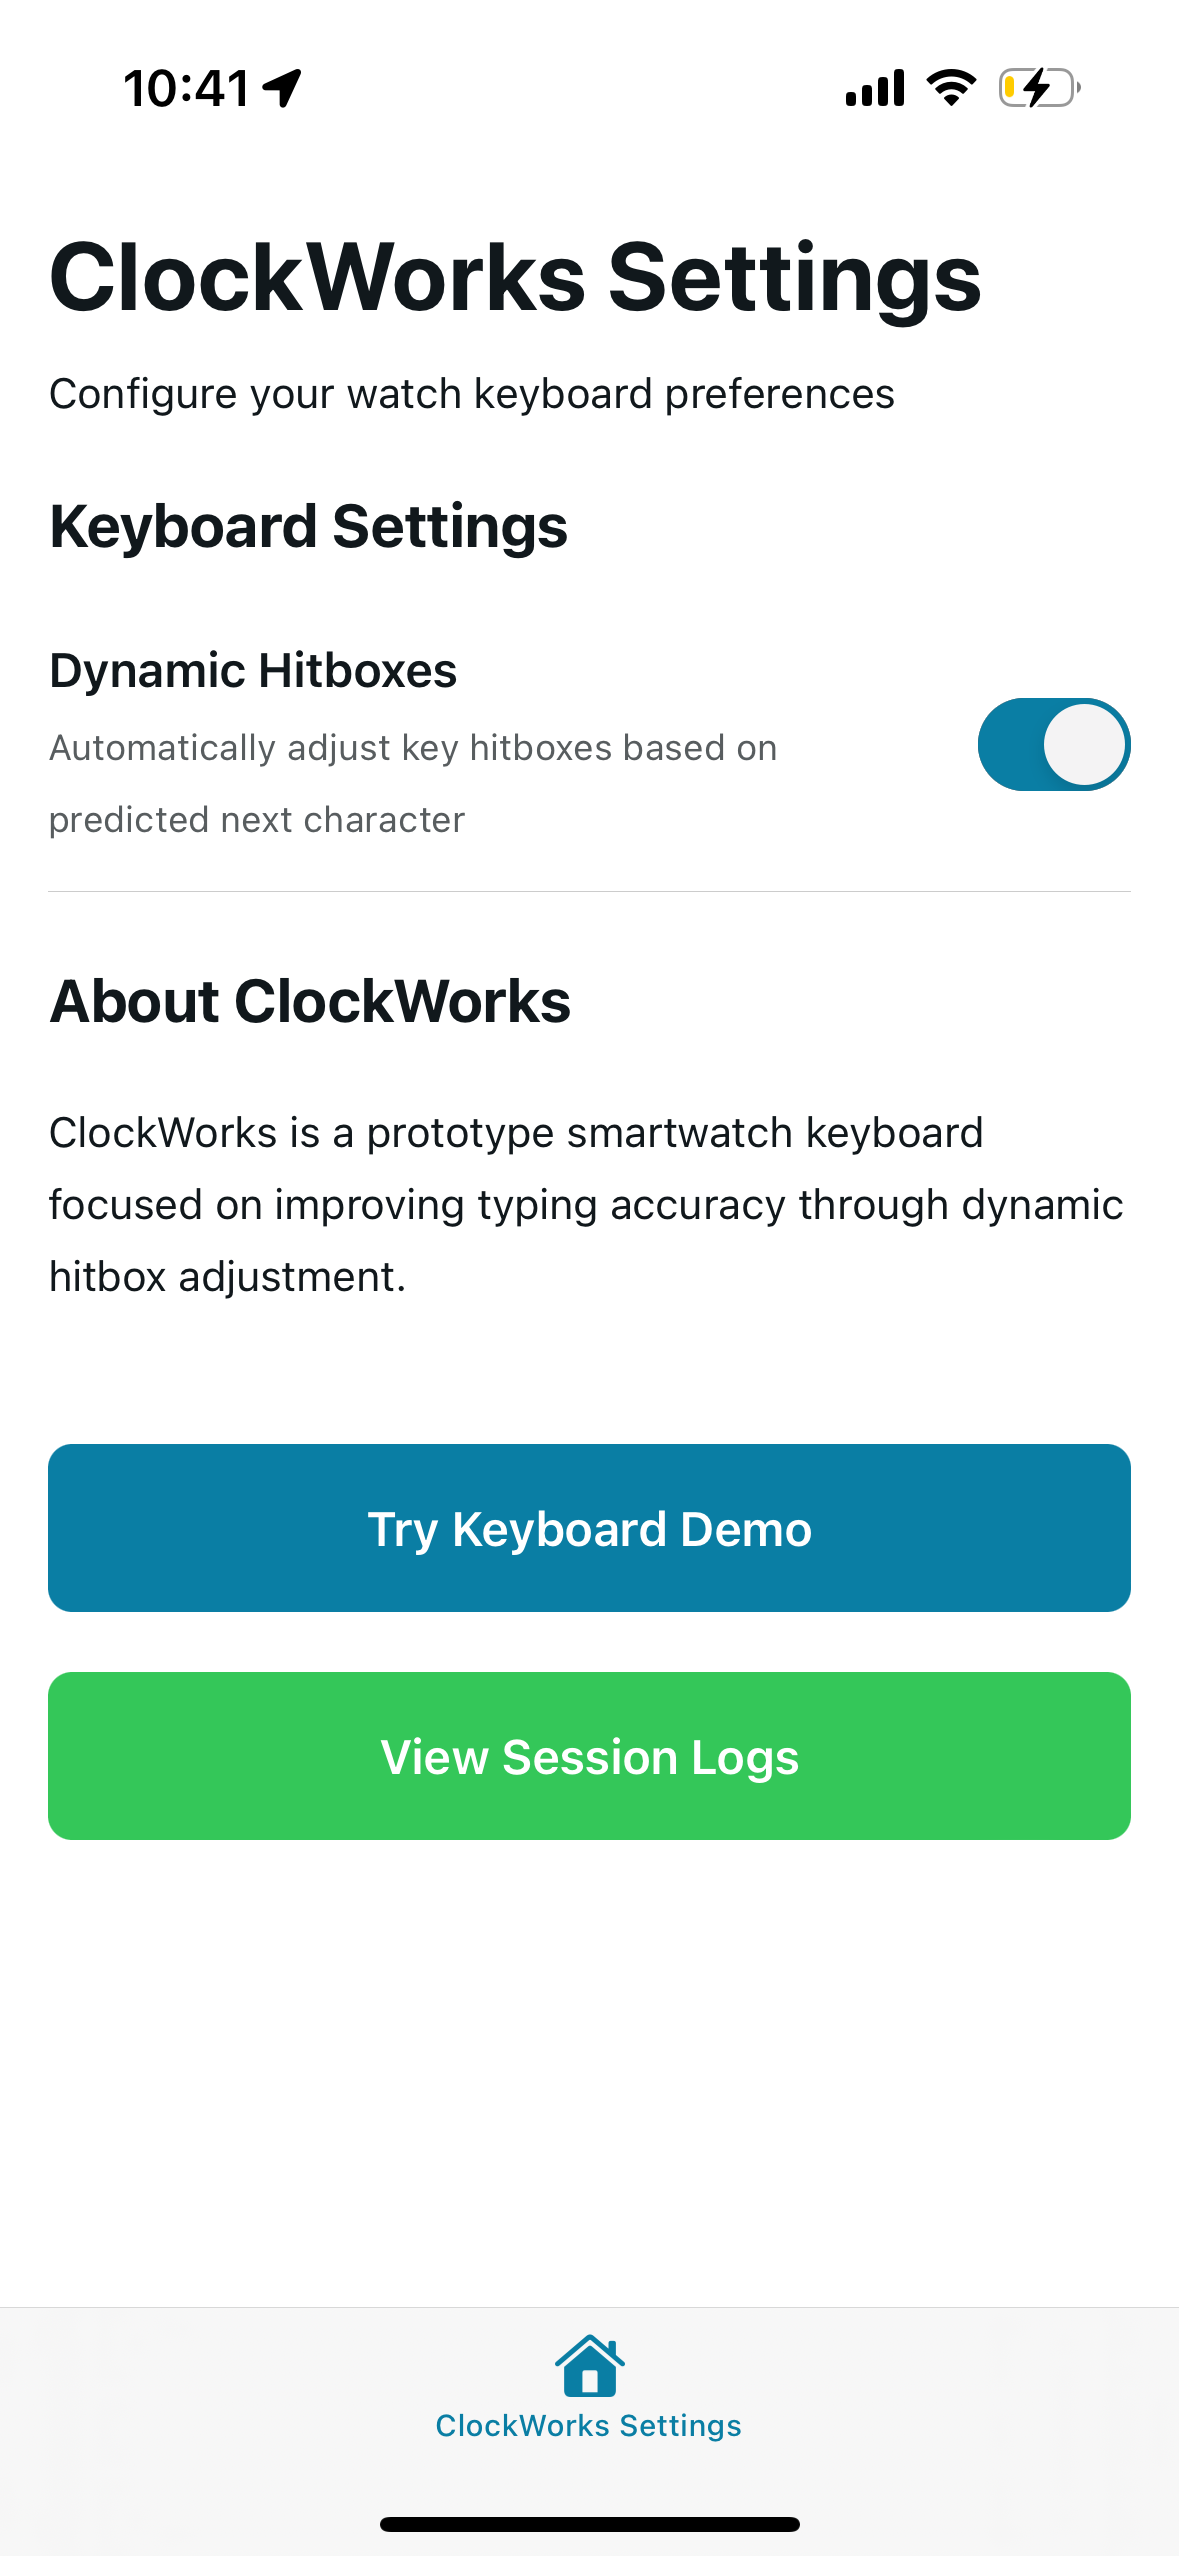 10:41
ClockWorks Settings
Configure your watch keyboard preferences
Keyboard Settings
Dynamic Hitboxes
Automatically adjust key hitboxes based on
predicted next character
About ClockWorks
ClockWorks is a prototype smartwatch keyboard
focused on improving typing accuracy through dynamic
hitbox adjustment.
Try Keyboard Demo
View Session Logs
ClockWorks Settings